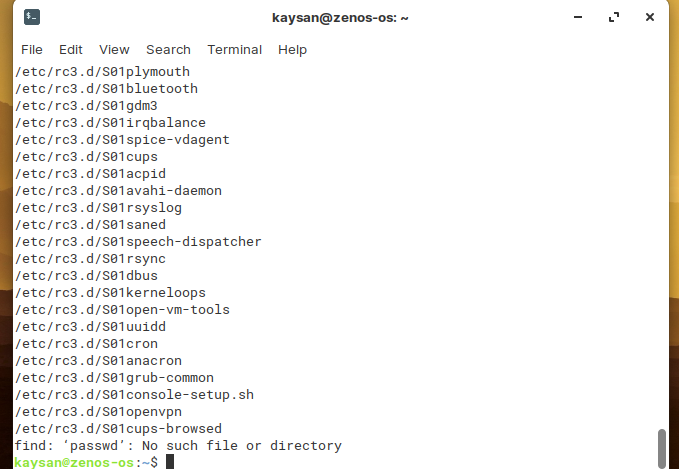 kaysan@zenos-os: ~
File Edit View Search Terminal Help
/etc/rc3.d/S01plymouth
/etc/rc3.d/S01bluetooth
/etc/rc3.d/S01gdm3
/etc/rc3.d/S01irqbalance
/etc/rc3.d/S01spice-vdagent
/etc/rc3.d/S01cups
/etc/rc3.d/S01acpid
/etc/rc3.d/S01avahi-daemon
/etc/rc3.d/S01rsyslog
/etc/rc3.d/S01saned
/etc/rc3.d/S01speech-dispatcher
/etc/rc3.d/S01rsync
/etc/rc3.d/S01dbus
/etc/rc3.d/S01kerneloops
/etc/rc3.d/S01open-vm-tools
/etc/rc3.d/S01uuidd
/etc/rc3.d/S01cron
/etc/rc3.d/S01anacron
/etc/rc3.d/S01grub-common
/etc/rc3.d/S01console-setup.sh
/etc/rc3.d/S01openvpn
/etc/rc3.d/S01cups-browsed
find: ‘passwd’: No such file or directory
kaysan@zenos-os:~$